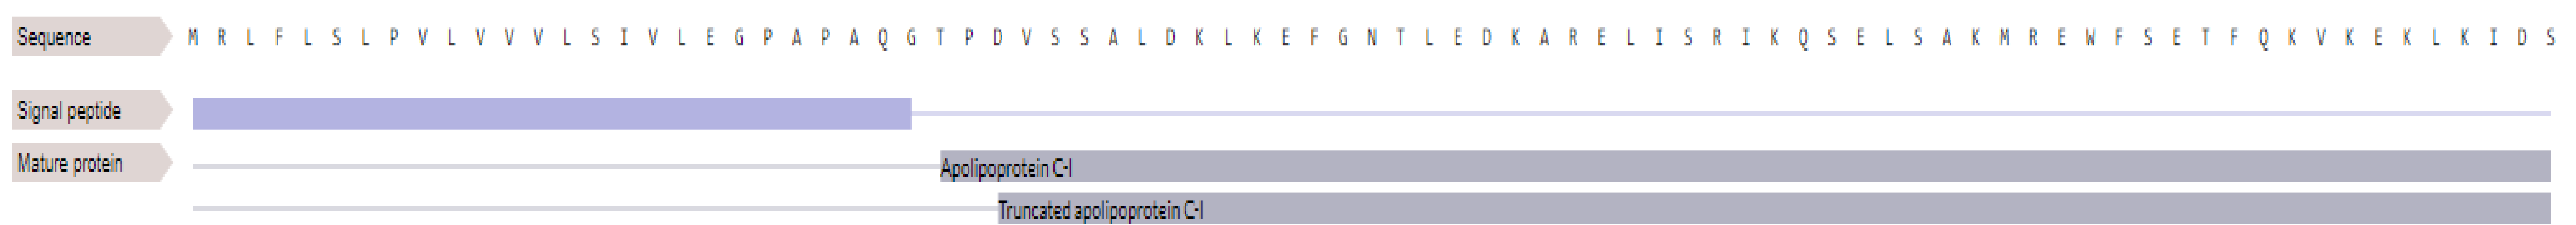 Sequence M R L F L S L P V L V V V L S I V L E G P A P A Q G T P D V S S A L D K L K E F G N T L E D K A R E L I S R I K Q S E L S A K M R E W F S E T F Q K V K E K L K I D S
Signal peptide
Mature protein Apolipoprotein C-I
Truncated apolipoprotein C-I